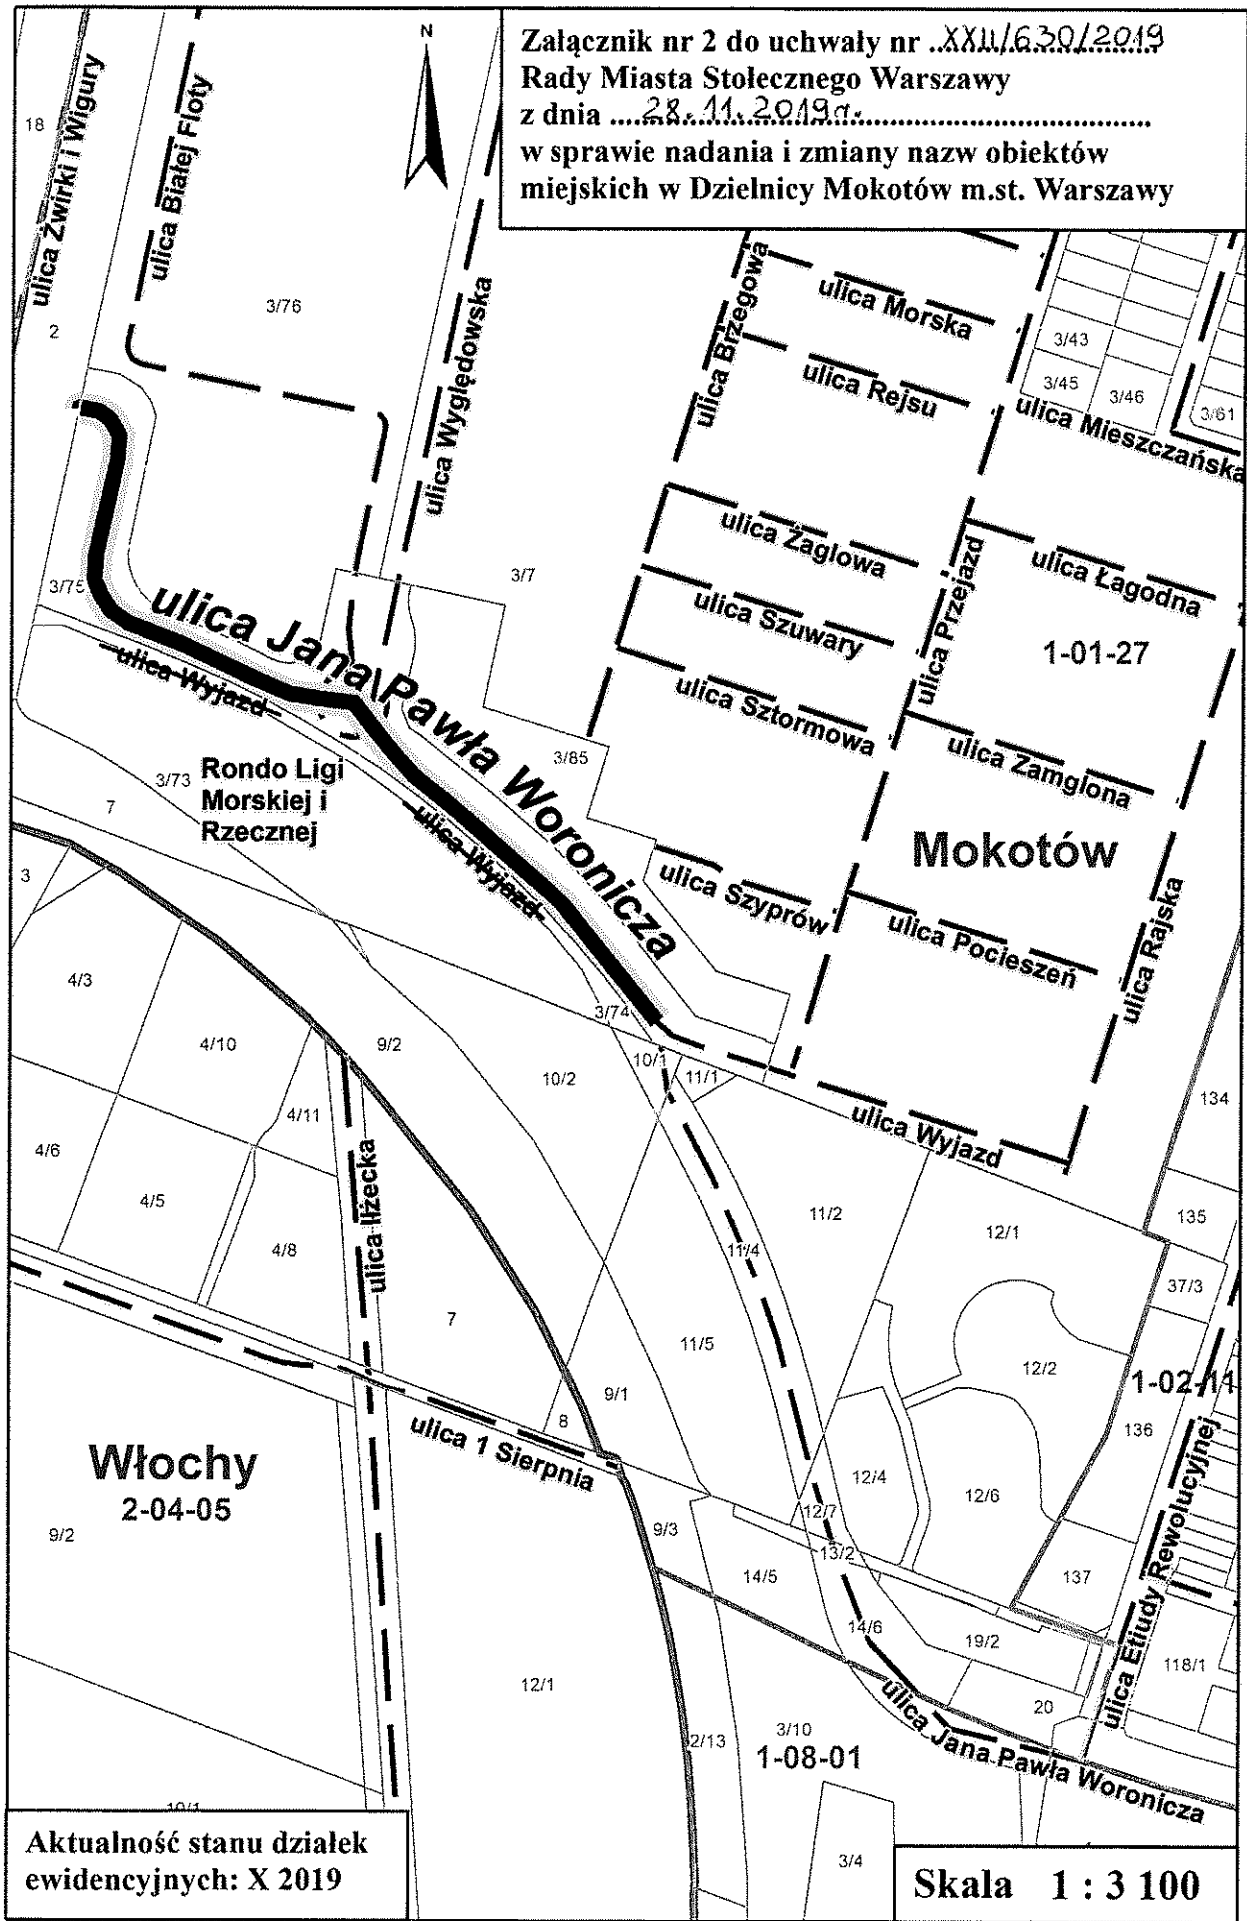 Załącznik nr 2 do uchwały nr ..XXII/630/2019
Rady Miasta Stołecznego Warszawy
z dnia ....28.11.2019r.............................................
w sprawie nadania i zmiany nazw obiektów
miejskich w Dzielnicy Mokotów m.st. Warszawy
N
18
ulica Żwirki i Wigury
ulica Białej Floty
2
3/76
ulica Wyględowska
ulica Brzegowa
ulica Morska
3/43
ulica Rejsu
3/45
3/46
3/61
ulica Mieszczańska
ulica Żaglowa
ulica Łagodna
3/7
3/75
ulica Szuwary
ulica Przejazd
1-01-27
ulica Jana Pawła Woronicza
ulica Wyjazd
ulica Sztormowa
ulica Zamglona
3/85
Rondo Ligi
Morskiej i
Rzecznej
3/73
7
ulica Wyjazd
Mokotów
3
ulica Szyprów
ulica Pocieszeń
ulica Rajska
4/3
3/74
4/10
9/2
10/2
10/1
11/1
134
4/11
ulica Wyjazd
4/6
4/5
ulica Iłżecka
11/2
12/1
135
4/8
11/4
37/3
7
11/5
12/2
1-02-11
9/1
8
136
ulica 1 Sierpnia
Włochy
2-04-05
12/4
12/6
ulica Etiudy Rewolucyjnej
9/2
9/3
12/7
13/2
14/5
137
14/6
19/2
118/1
12/1
20
ulica Jana Pawła Woronicza
2/13
3/10
1-08-01
10/1
3/4
Aktualność stanu działek
ewidencyjnych: X 2019
Skala 1 : 3 100